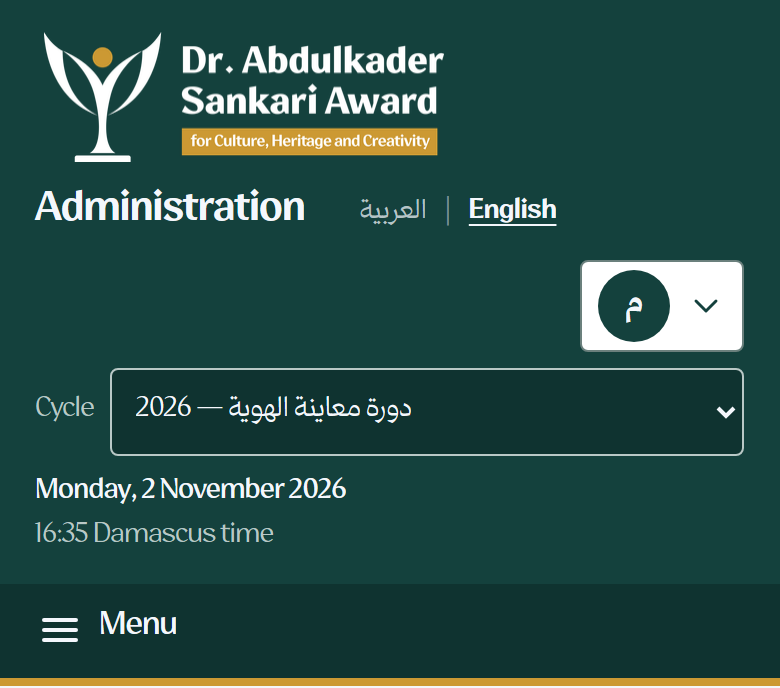 Dr. Abdulkader
Sankari Award
for Culture, Heritage and Creativity
Administration العربية | English
م
Cycle دورة معاينة الهوية — 2026
Monday, 2 November 2026
16:35 Damascus time
Menu